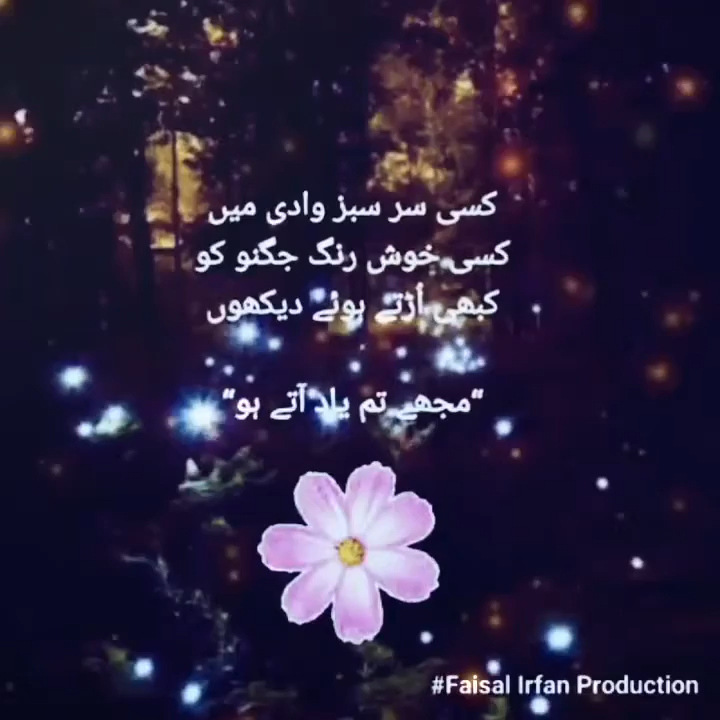 کسی سر سبز وادی میں
کسی خوش رنگ جگنو کو
کبھی اُڑتے ہوئے دیکھوں
“مجھے تم یاد آتے ہو“
#Faisal Irfan Production